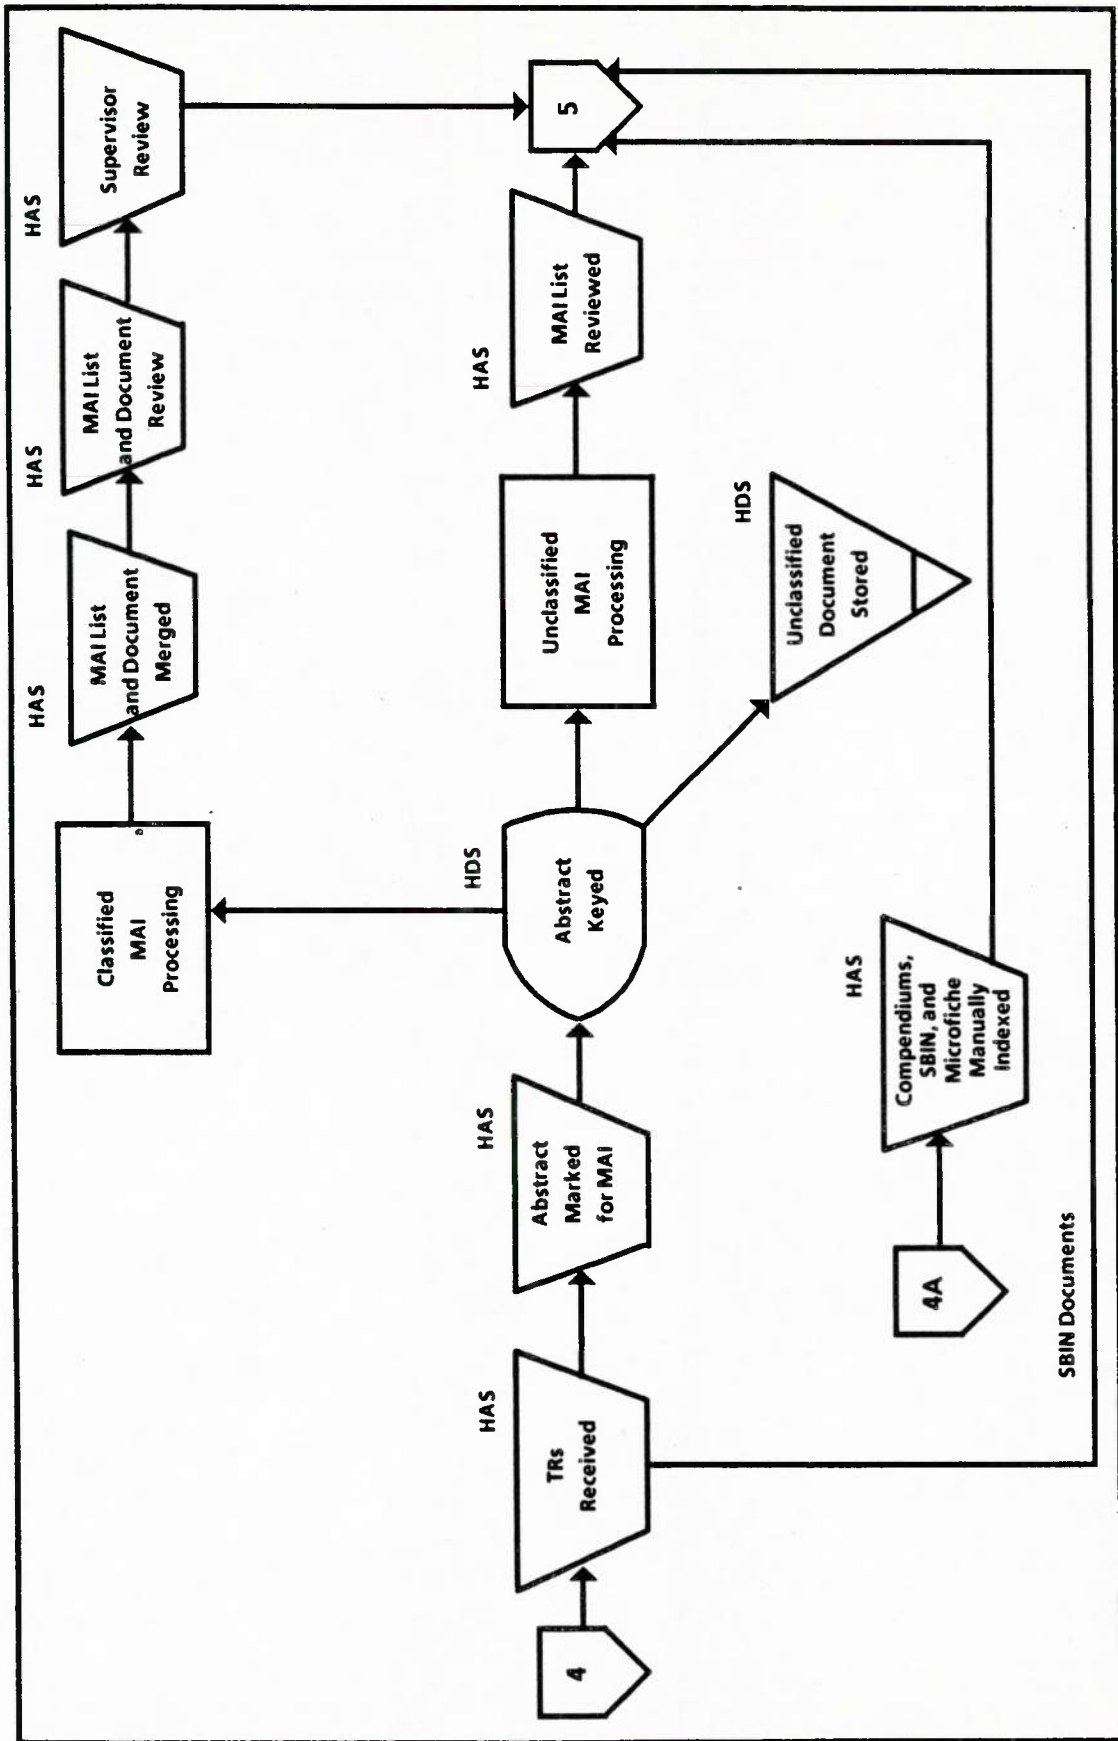 HAS
Supervisor
Review
HAS
MAI List
and Document
Review
HAS
MAI List
and Document
Merged
Classified
MAI
Processing
5
HAS
MAI List
Reviewed
Unclassified
MAI
Processing
HDS
Unclassified
Document
Stored
HDS
Abstract
Keyed
HAS
Abstract
Marked
for MAI
HAS
TRs
Received
4
HAS
Compendiums,
SBIN, and
Microfiche
Manually
Indexed
4A
SBIN Documents